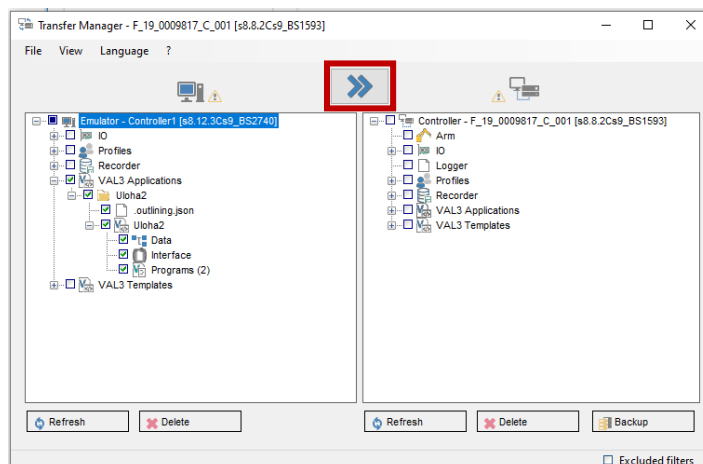 Transfer Manager - F_19_0009817_C_001 [s8.8.2Cs9_BS1593]
File View Language ?
Emulator - Controller1 [s8.12.3Cs9_BS2740]
IO
Profiles
Recorder
VAL3 Applications
Uloha2
.outlining.json
Uloha2
Data
Interface
Programs (2)
VAL3 Templates
Controller - F_19_0009817_C_001 [s8.8.2Cs9_BS1593]
Arm
IO
Logger
Profiles
Recorder
VAL3 Applications
VAL3 Templates
Refresh Delete Refresh Delete Backup
Excluded filters